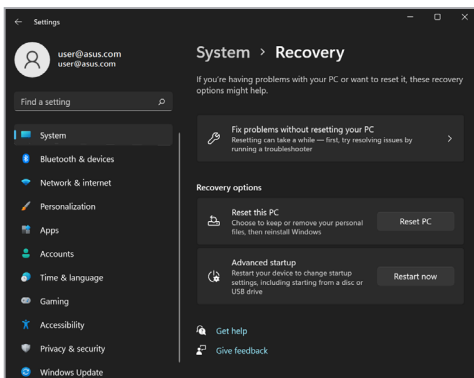 Settings
user@asus.com
user@asus.com
Find a setting
System
Bluetooth & devices
Network & internet
Personalization
Apps
Accounts
Time & language
Gaming
Accessibility
Privacy & security
Windows Update
System > Recovery
If you're having problems with your PC or want to reset it, these recovery
options might help.
Fix problems without resetting your PC
Resetting can take a while — first, try resolving issues by
running a troubleshooter
Recovery options
Reset this PC
Choose to keep or remove your personal
files, then reinstall Windows
Reset PC
Advanced startup
Restart your device to change startup
settings, including starting from a disc or
USB drive
Restart now
Get help
Give feedback